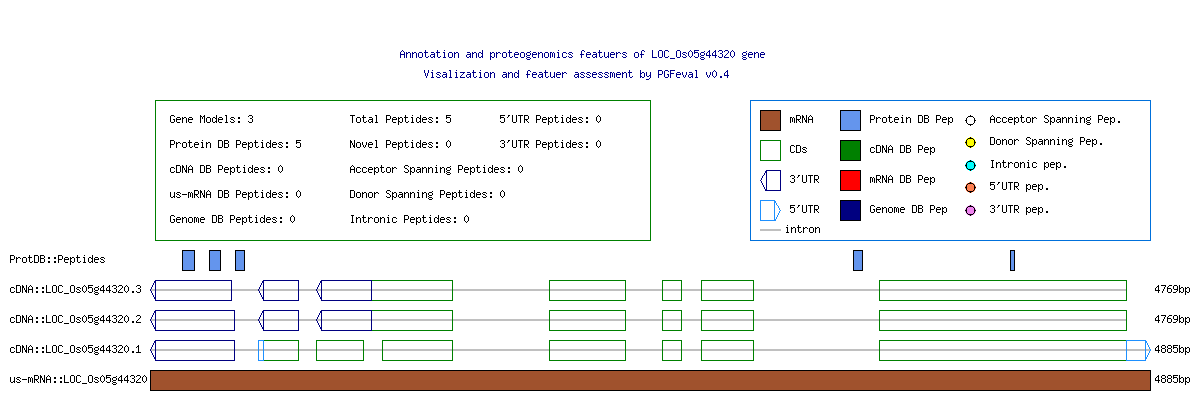 Annotation and proteogenomics featuers of LOC_Os05g44320 gene
Visalization and featuer assessment by PGFeval v0.4
Gene Models: 3 Total Peptides: 5 5'UTR Peptides: 0
Protein DB Peptides: 5 Novel Peptides: 0 3'UTR Peptides: 0
cDNA DB Peptides: 0 Acceptor Spanning Peptides: 0
us-mRNA DB Peptides: 0 Donor Spanning Peptides: 0
Genome DB Peptides: 0 Intronic Peptides: 0
mRNA Protein DB Pep Acceptor Spanning Pep.
CDs cDNA DB Pep Donor Spanning Pep.
3'UTR mRNA DB Pep Intronic pep.
5'UTR Genome DB Pep 5'UTR pep.
intron 3'UTR pep.
ProtDB::Peptides
cDNA::LOC_Os05g44320.3 4769bp
cDNA::LOC_Os05g44320.2 4769bp
cDNA::LOC_Os05g44320.1 4885bp
us-mRNA::LOC_Os05g44320 4885bp